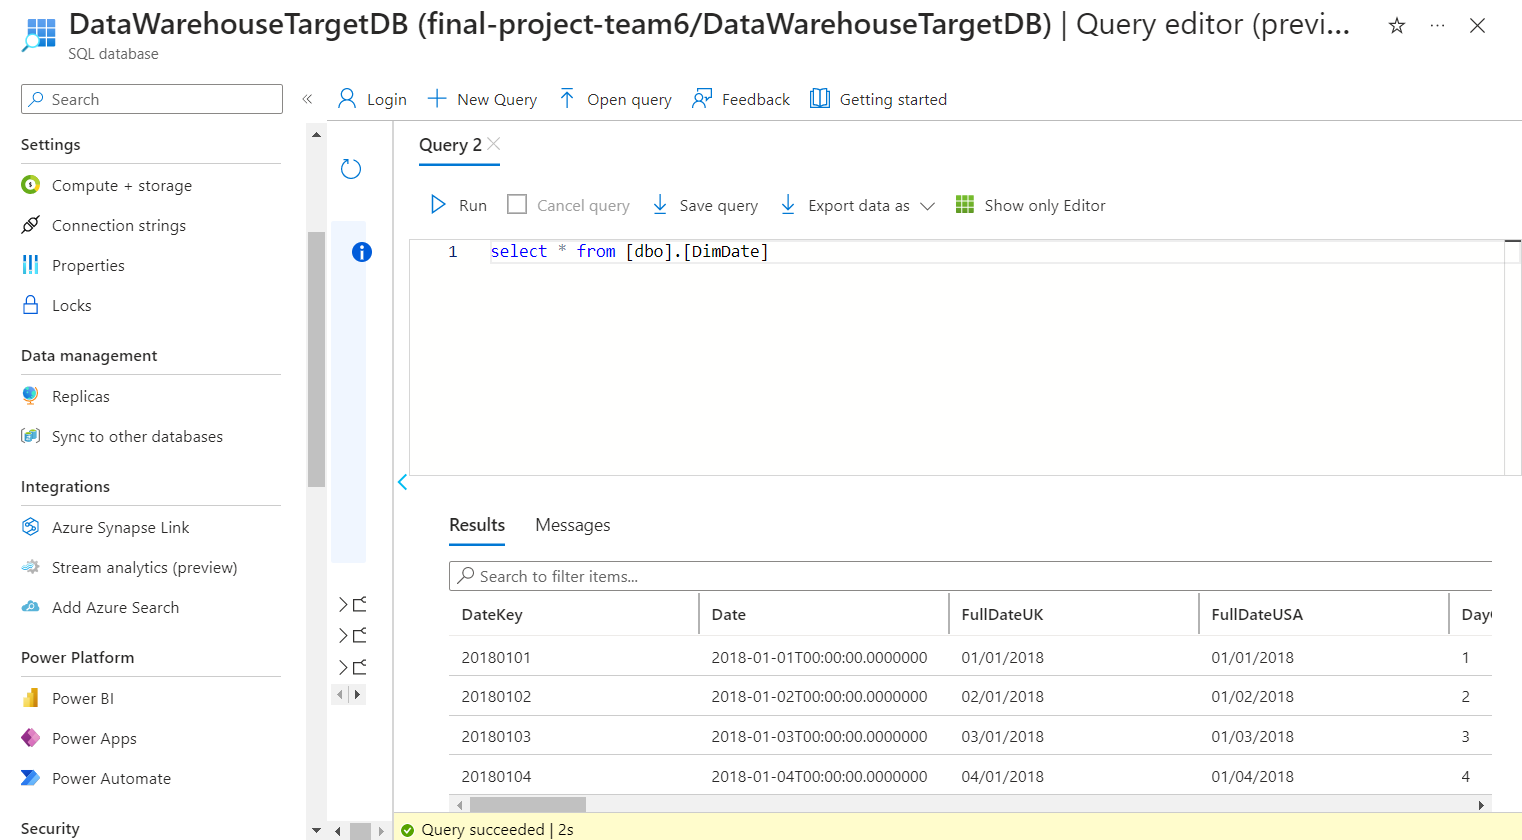 DataWarehouseTargetDB (final-project-team6/DataWarehouseTargetDB) | Query editor (previ...
SQL database
Search
Login
New Query
Open query
Feedback
Getting started
Settings
Compute + storage
Connection strings
Properties
Locks
Data management
Replicas
Sync to other databases
Integrations
Azure Synapse Link
Stream analytics (preview)
Add Azure Search
Power Platform
Power BI
Power Apps
Power Automate
Security
Query 2
Run
Cancel query
Save query
Export data as
Show only Editor
1 select * from [dbo].[DimDate]
Results Messages
Search to filter items...
DateKey Date FullDateUK FullDateUSA
20180101 2018-01-01T00:00:00.0000000 01/01/2018 01/01/2018 1
20180102 2018-01-02T00:00:00.0000000 02/01/2018 01/02/2018 2
20180103 2018-01-03T00:00:00.0000000 03/01/2018 01/03/2018 3
20180104 2018-01-04T00:00:00.0000000 04/01/2018 01/04/2018 4
Query succeeded | 2s